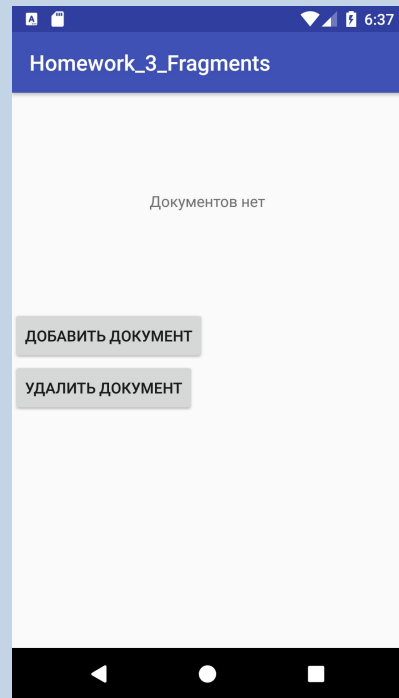 6:37
Homework_3_Fragments
Документов нет
ДОБАВИТЬ ДОКУМЕНТ
УДАЛИТЬ ДОКУМЕНТ